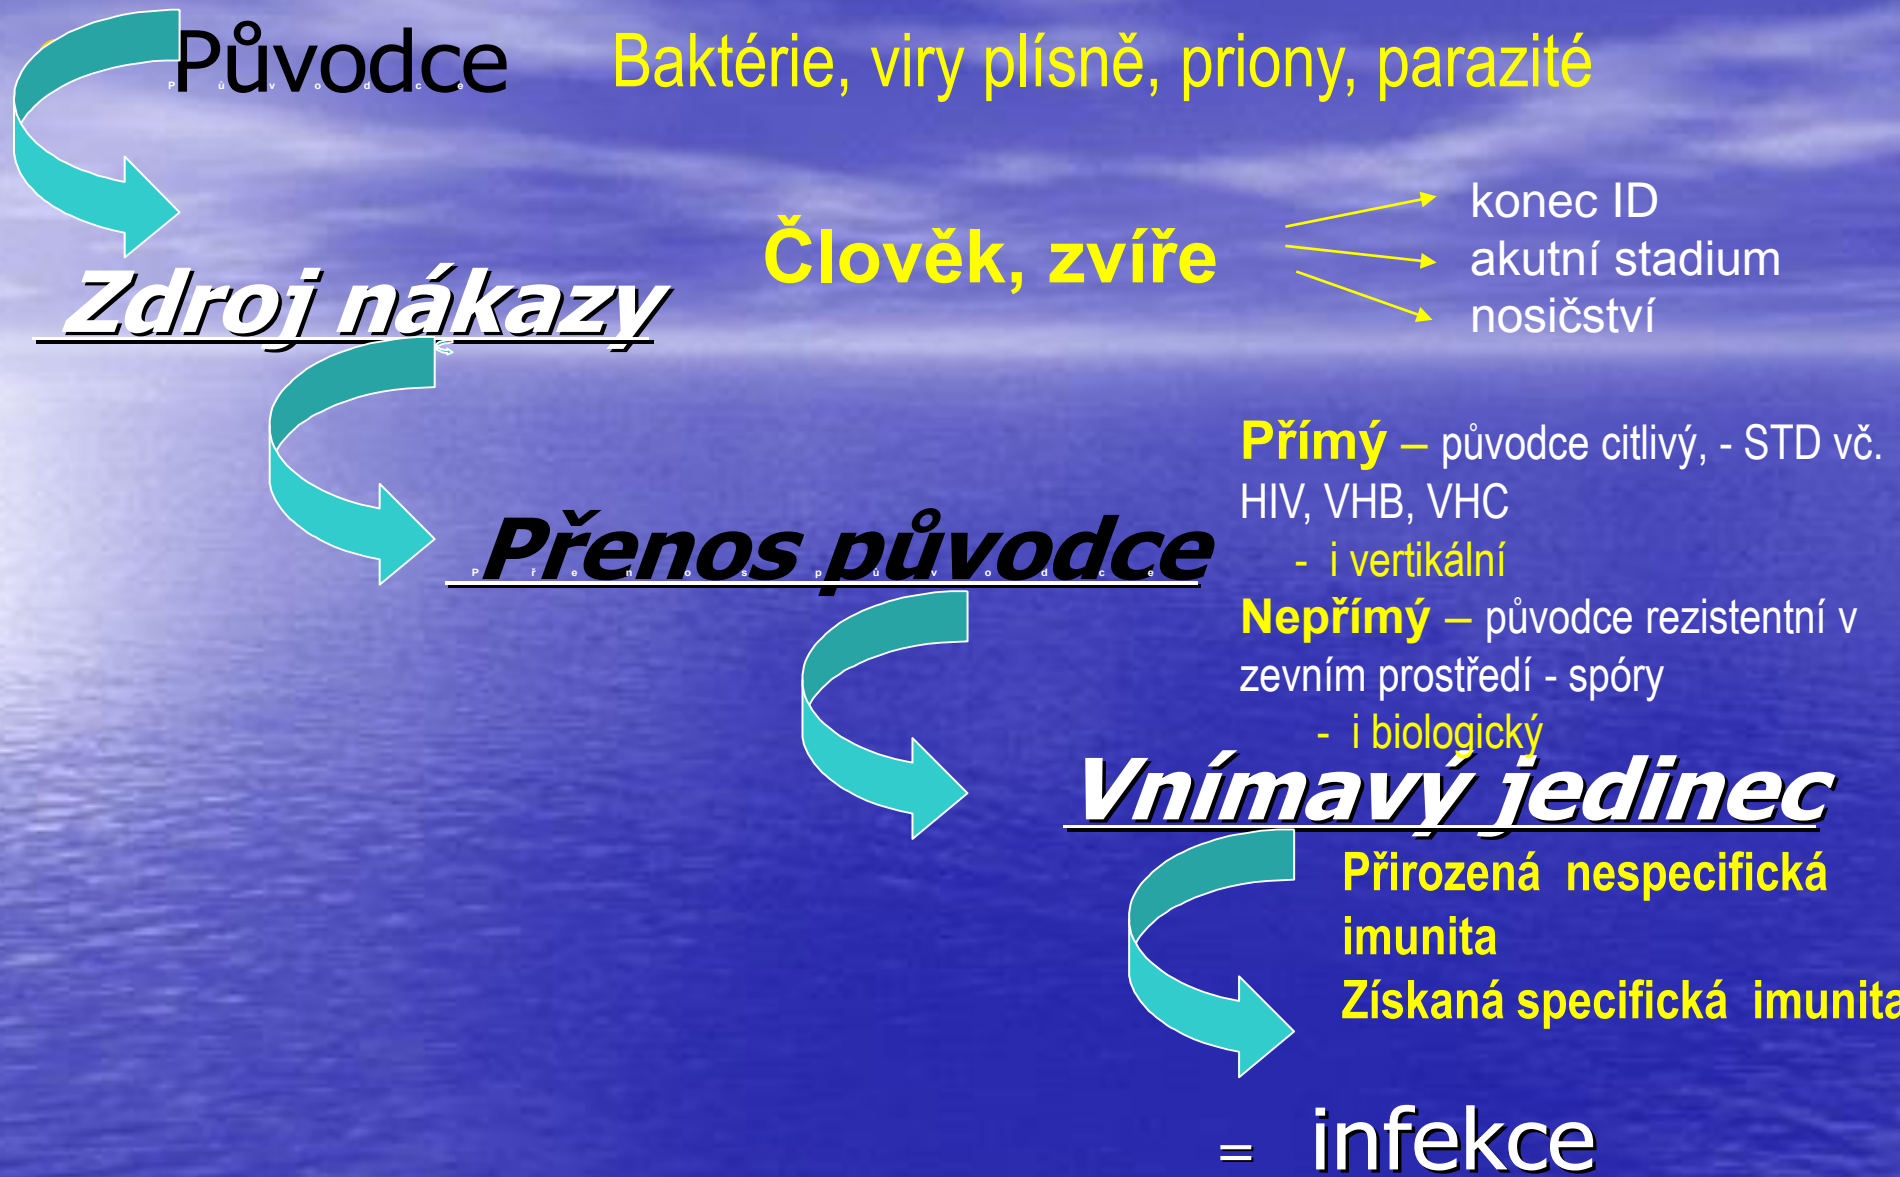 Původce
Baktérie, viry plísně, priony, parazité
konec ID
Člověk, zvíře
akutní stadium
nosičství
Zdroj nákazy
Přímý – původce citlivý, - STD vč.
HIV, VHB, VHC
- i vertikální
Přenos původce
Nepřímý – původce rezistentní v
zevním prostředí - spóry
- i biologický
Vnímavý jedinec
Přirozená nespecifická
imunita
Získaná specifická imunita
= infekce